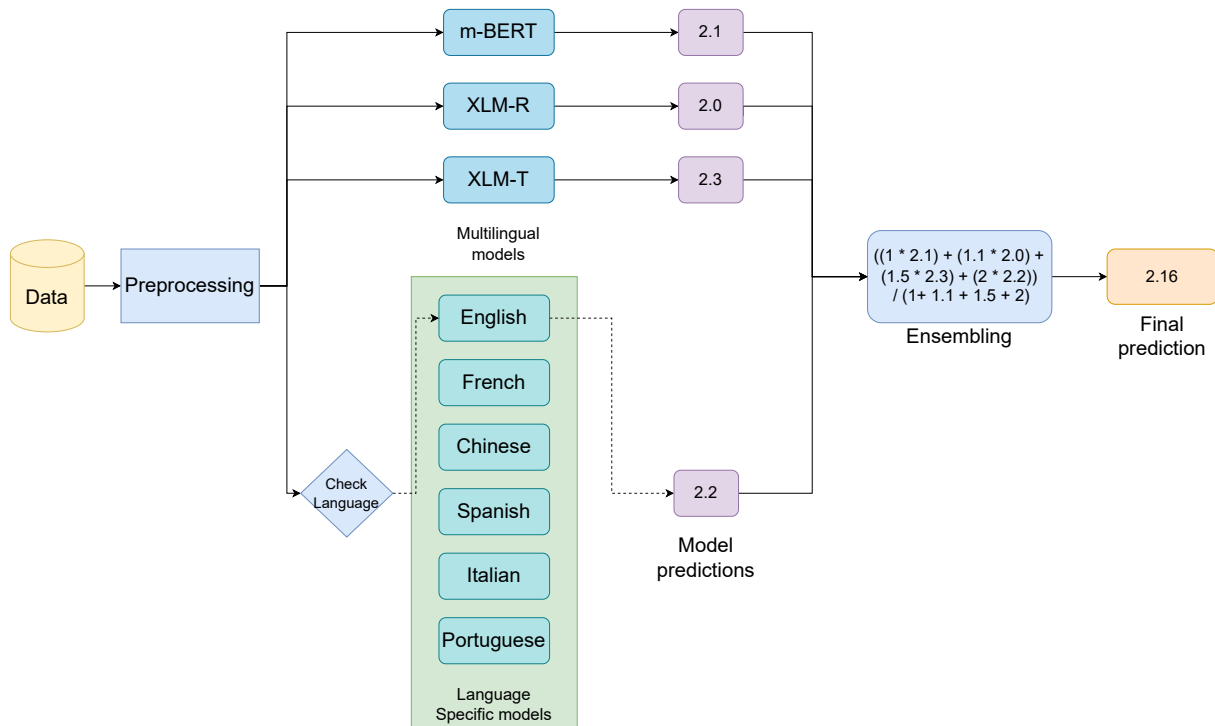 m-BERT
2.1
XLM-R
2.0
XLM-T
2.3
Multilingual
models
Data
Preprocessing
((1 * 2.1) + (1.1 * 2.0) +
(1.5 * 2.3) + (2 * 2.2))
/ (1+ 1.1 + 1.5 + 2)
Ensembling
2.16
Final
prediction
English
French
Chinese
Spanish
Italian
Portuguese
Language
Specific models
Check
Language
2.2
Model
predictions